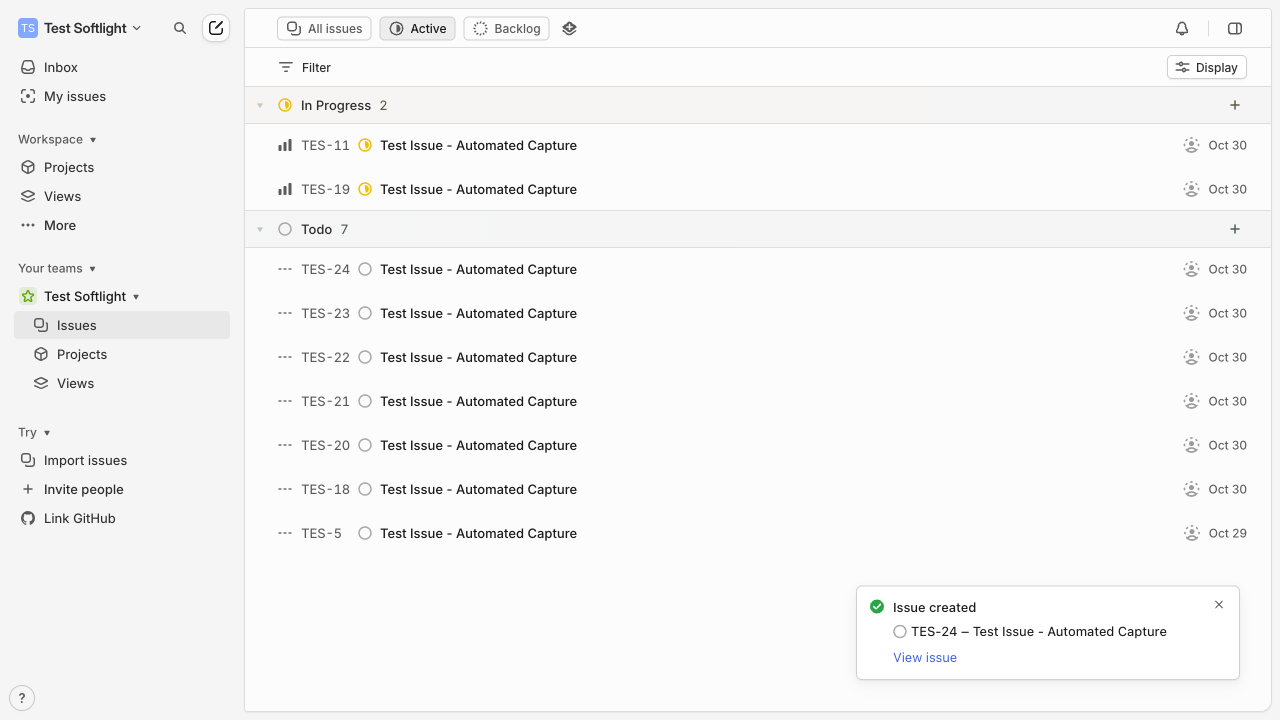 TS Test Softlight
Inbox
My issues
Workspace
Projects
Views
More
Your teams
Test Softlight
Issues
Projects
Views
Try
Import issues
Invite people
Link GitHub
?
All issues Active Backlog
Filter Display
In Progress 2
TES-11 Test Issue - Automated Capture Oct 30
TES-19 Test Issue - Automated Capture Oct 30
Todo 7
TES-24 Test Issue - Automated Capture Oct 30
TES-23 Test Issue - Automated Capture Oct 30
TES-22 Test Issue - Automated Capture Oct 30
TES-21 Test Issue - Automated Capture Oct 30
TES-20 Test Issue - Automated Capture Oct 30
TES-18 Test Issue - Automated Capture Oct 30
TES-5 Test Issue - Automated Capture Oct 29
Issue created
TES-24 – Test Issue - Automated Capture
View issue